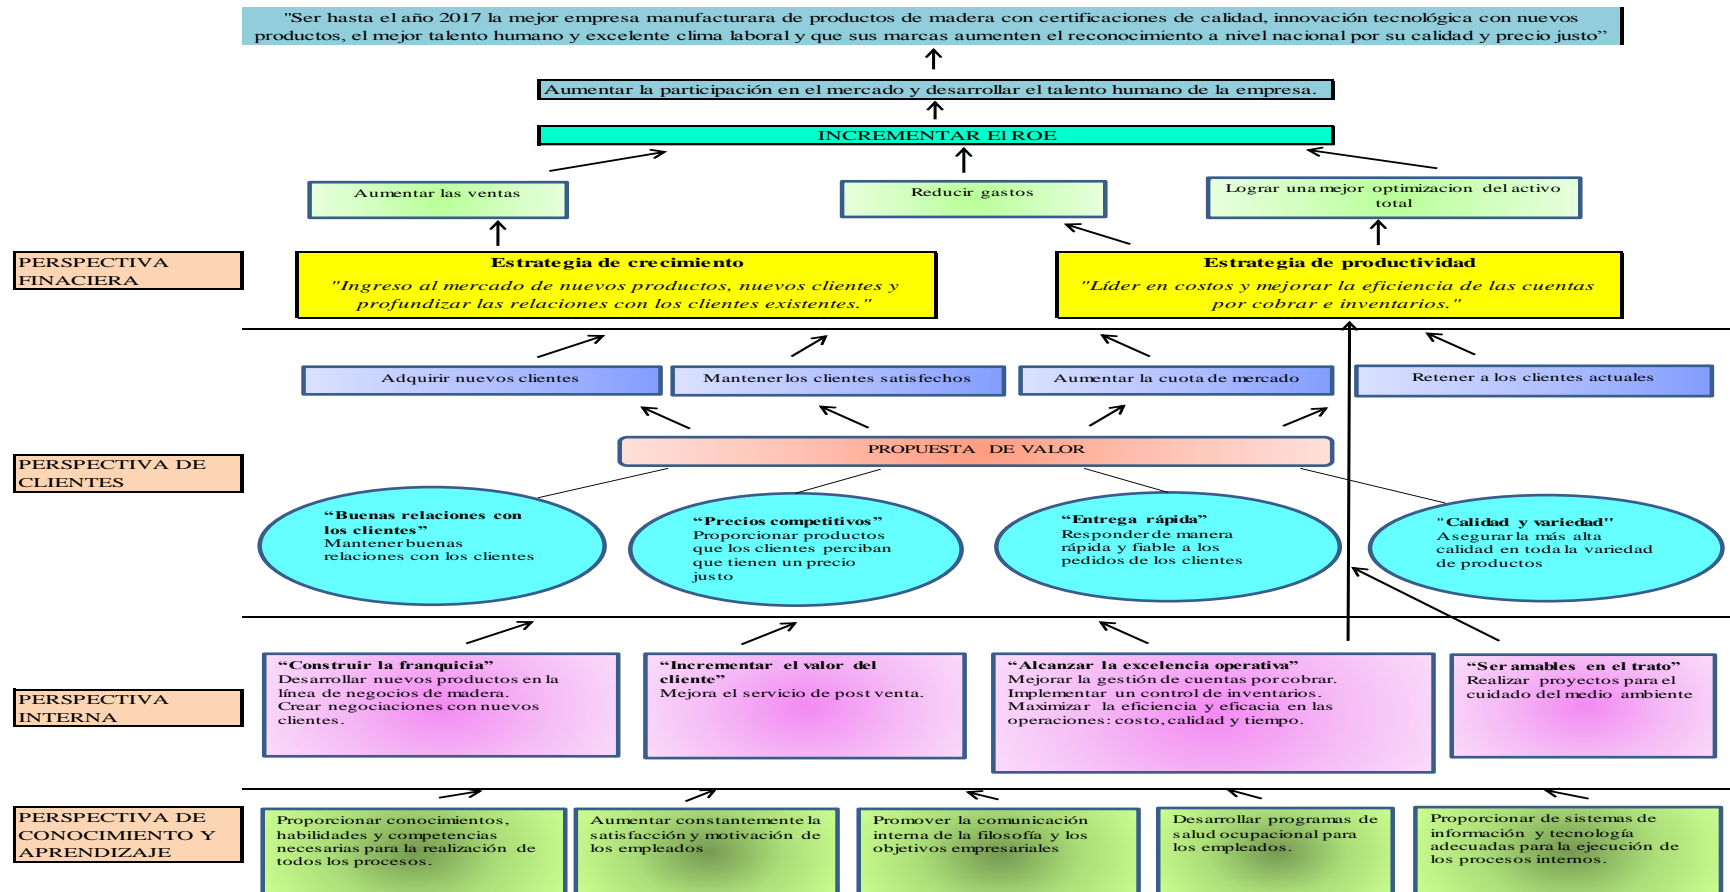 "Ser hasta el año 2017 la mejor empresa manufacturara de productos de madera con certificaciones de calidad, innovación tecnológica con nuevos
productos, el mejor talento humano y excelente clima laboral y que sus marcas aumenten el reconocimiento a nivel nacional por su calidad y precio justo”
Aumentar la participación en el mercado y desarrollar el talento humano de la empresa.
INCREMENTAR El ROE
Aumentar las ventas
Reducir gastos
Lograr una mejor optimizacion del activo
total
PERSPECTIVA
FINACIERA
Estrategia de crecimiento
"Ingreso al mercado de nuevos productos, nuevos clientes y
profundizar las relaciones con los clientes existentes."
Estrategia de productividad
"Líder en costos y mejorar la eficiencia de las cuentas
por cobrar e inventarios."
Adquirir nuevos clientes
Mantener los clientes satisfechos
Aumentar la cuota de mercado
Retener a los clientes actuales
PROPUESTA DE VALOR
PERSPECTIVA DE
CLIENTES
“Buenas relaciones con
los clientes”
Mantener buenas
relaciones con los clientes
“Precios competitivos”
Proporcionar productos
que los clientes perciban
que tienen un precio
justo
“Entrega rápida”
Responder de manera
rápida y fiable a los
pedidos de los clientes
"Calidad y variedad"
Asegurar la más alta
calidad en toda la variedad
de productos
PERSPECTIVA
INTERNA
“Construir la franquicia”
Desarrollar nuevos productos en la
línea de negocios de madera.
Crear negociaciones con nuevos
clientes.
“Incrementar el valor del
cliente”
Mejora el servicio de post venta.
“Alcanzar la excelencia operativa”
Mejorar la gestión de cuentas por cobrar.
Implementar un control de inventarios.
Maximizar la eficiencia y eficacia en las
operaciones: costo, calidad y tiempo.
“Ser amables en el trato”
Realizar proyectos para el
cuidado del medio ambiente
PERSPECTIVA DE
CONOCIMIENTO Y
APRENDIZAJE
Proporcionar conocimientos,
habilidades y competencias
necesarias para la realización de
todos los procesos.
Aumentar constantemente la
satisfacción y motivación de
los empleados
Promover la comunicación
interna de la filosofía y los
objetivos empresariales
Desarrollar programas de
salud ocupacional para
los empleados.
Proporcionar de sistemas de
información y tecnología
adecuadas para la ejecución de
los procesos internos.